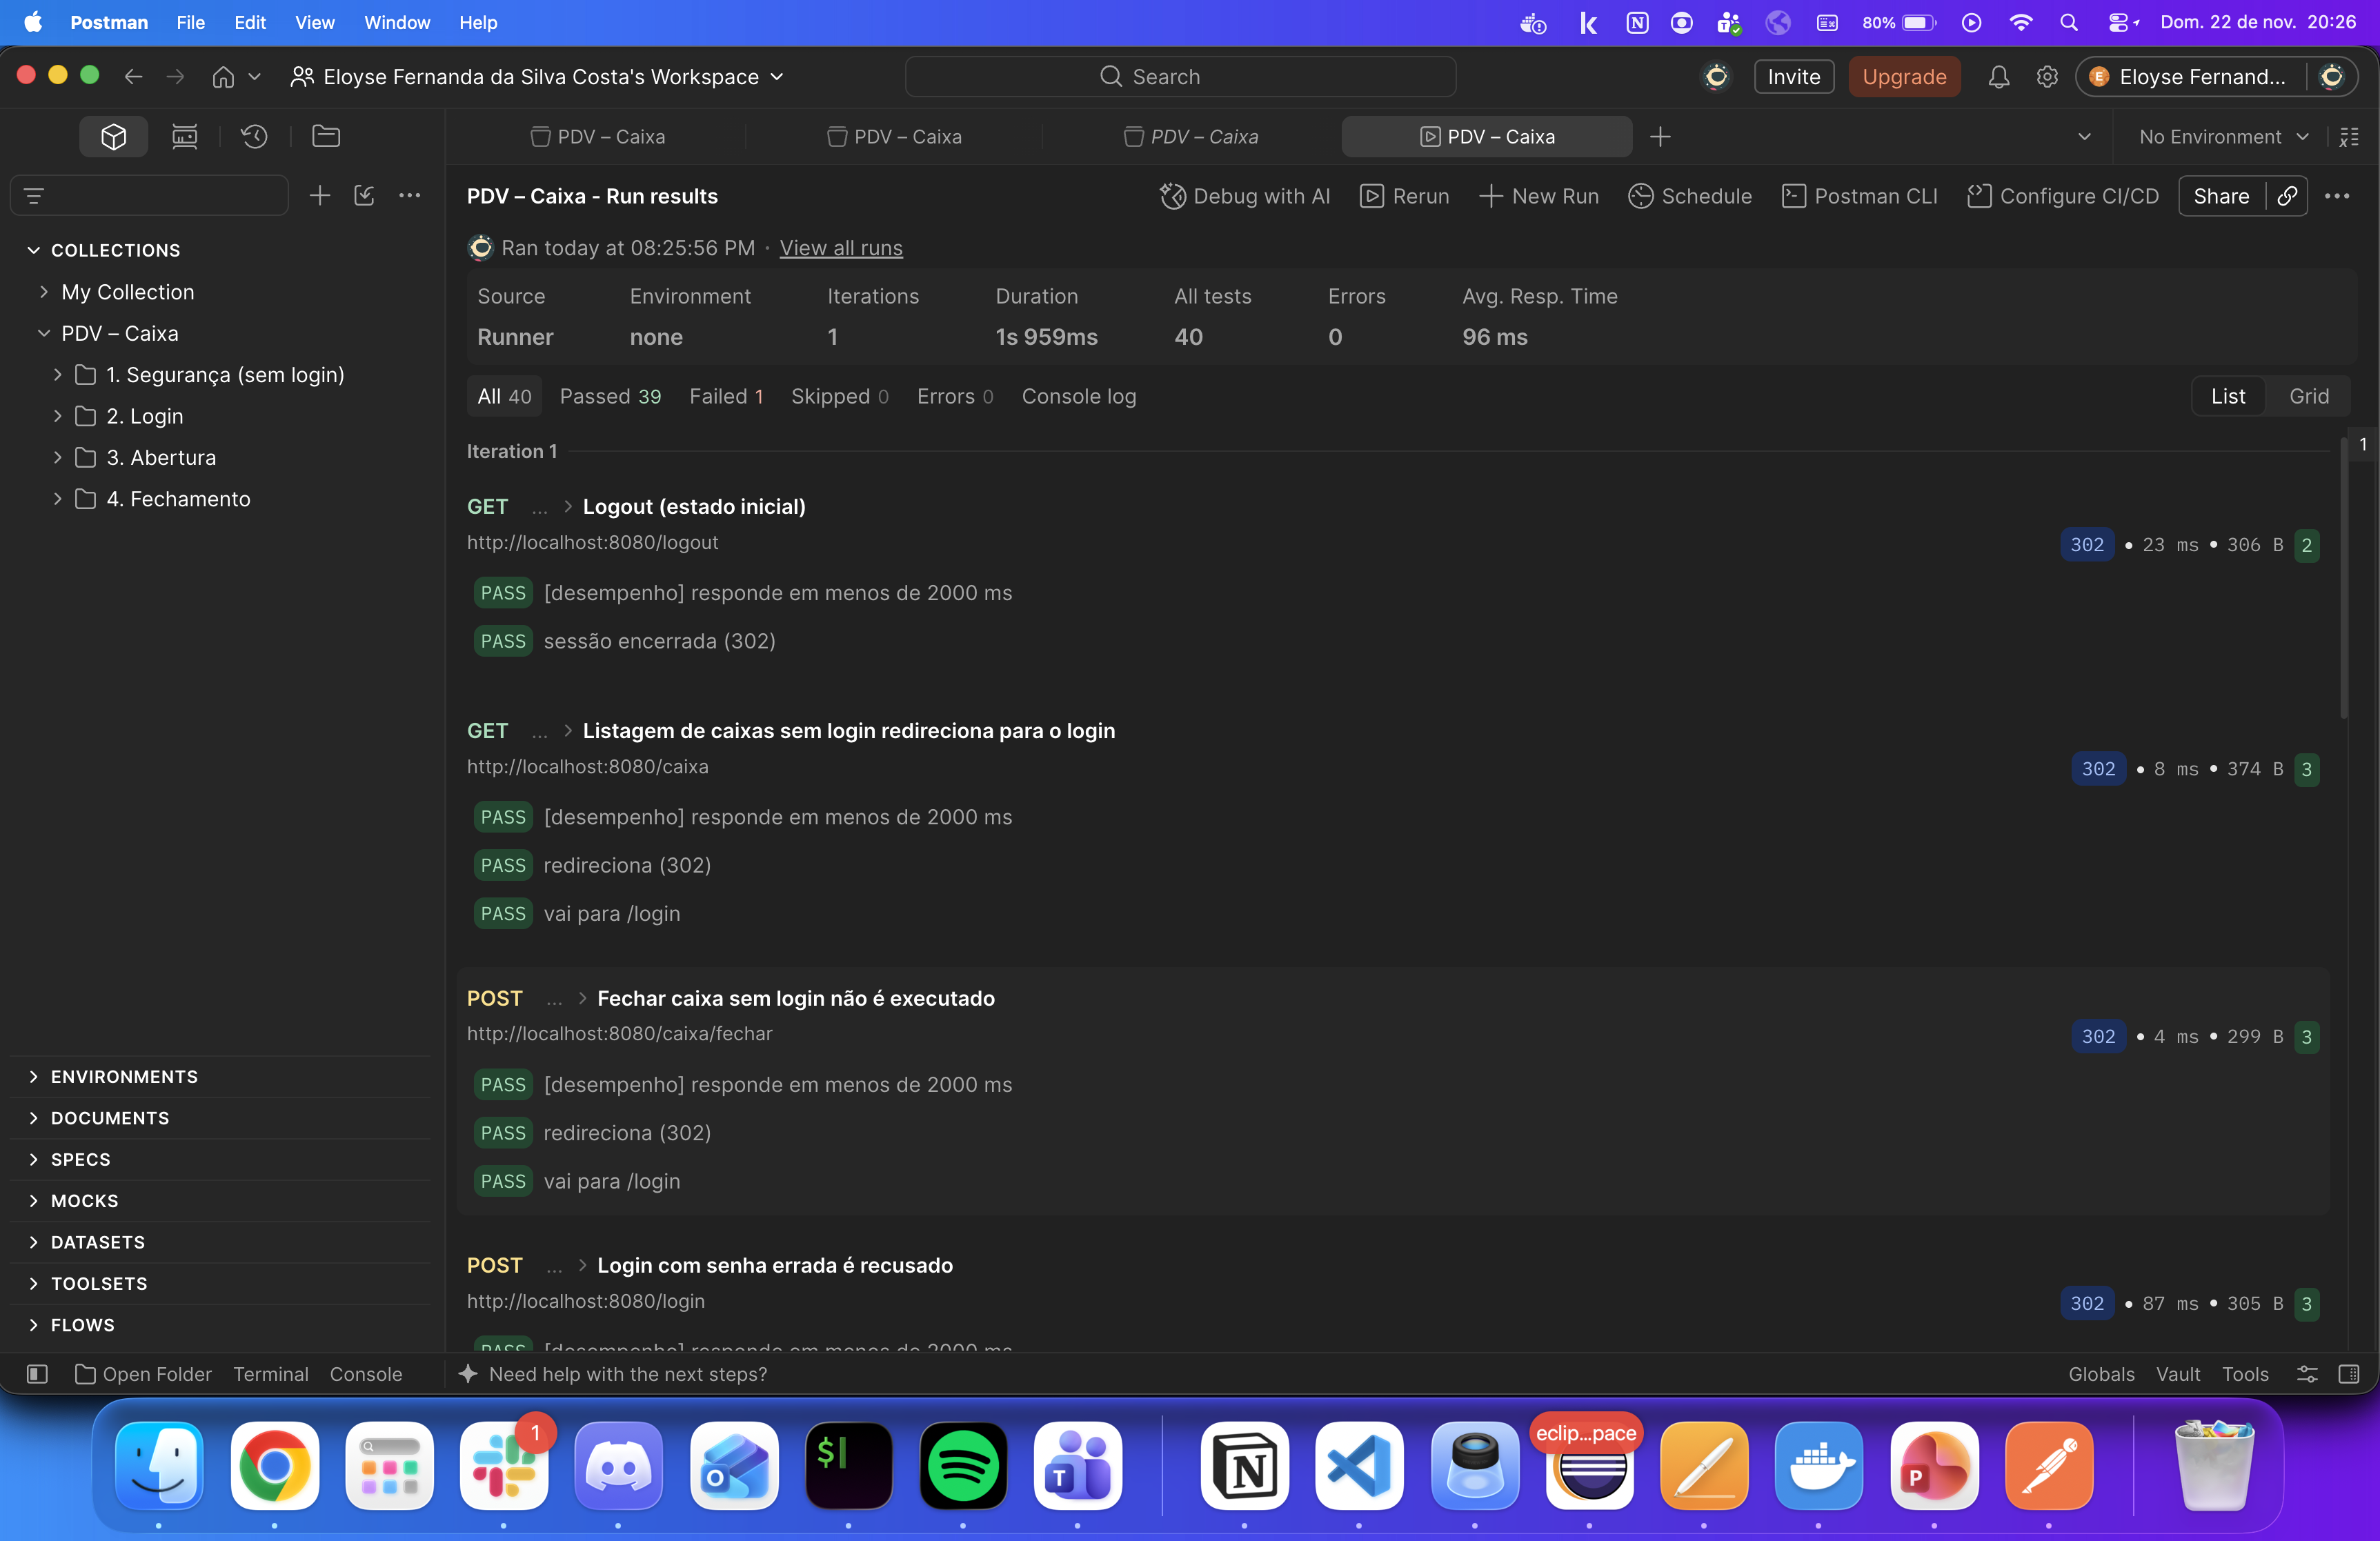 Postman File Edit View Window Help
80% Dom. 22 de nov. 20:26
Eloyse Fernanda da Silva Costa's Workspace
Search
Invite Upgrade E Eloyse Fernand...
PDV – Caixa PDV – Caixa PDV – Caixa PDV – Caixa
No Environment
PDV – Caixa - Run results
Debug with AI Rerun New Run Schedule Postman CLI Configure CI/CD Share
COLLECTIONS
My Collection
PDV – Caixa
1. Segurança (sem login)
2. Login
3. Abertura
4. Fechamento
ENVIRONMENTS
DOCUMENTS
SPECS
MOCKS
DATASETS
TOOLSETS
FLOWS
Ran today at 08:25:56 PM · View all runs
Source Environment Iterations Duration All tests Errors Avg. Resp. Time
Runner none 1 1s 959ms 40 0 96 ms
All 40 Passed 39 Failed 1 Skipped 0 Errors 0 Console log
List Grid
Iteration 1
1
GET ... > Logout (estado inicial)
http://localhost:8080/logout
302 • 23 ms • 306 B 2
PASS [desempenho] responde em menos de 2000 ms
PASS sessão encerrada (302)
GET ... > Listagem de caixas sem login redireciona para o login
http://localhost:8080/caixa
302 • 8 ms • 374 B 3
PASS [desempenho] responde em menos de 2000 ms
PASS redireciona (302)
PASS vai para /login
POST ... > Fechar caixa sem login não é executado
http://localhost:8080/caixa/fechar
302 • 4 ms • 299 B 3
PASS [desempenho] responde em menos de 2000 ms
PASS redireciona (302)
PASS vai para /login
POST ... > Login com senha errada é recusado
http://localhost:8080/login
302 • 87 ms • 305 B 3
PASS [desempenho] responde em menos de 2000 ms
Open Folder Terminal Console
Need help with the next steps?
Globals Vault Tools
1
eclip...pace